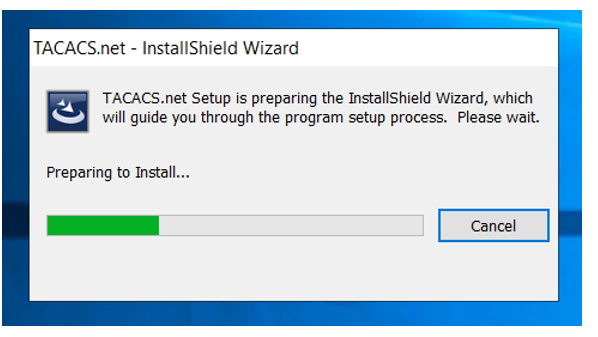 TACACS.net - InstallShield Wizard
TACACS.net Setup is preparing the InstallShield Wizard, which
will guide you through the program setup process.  Please wait.
Preparing to Install...
Cancel